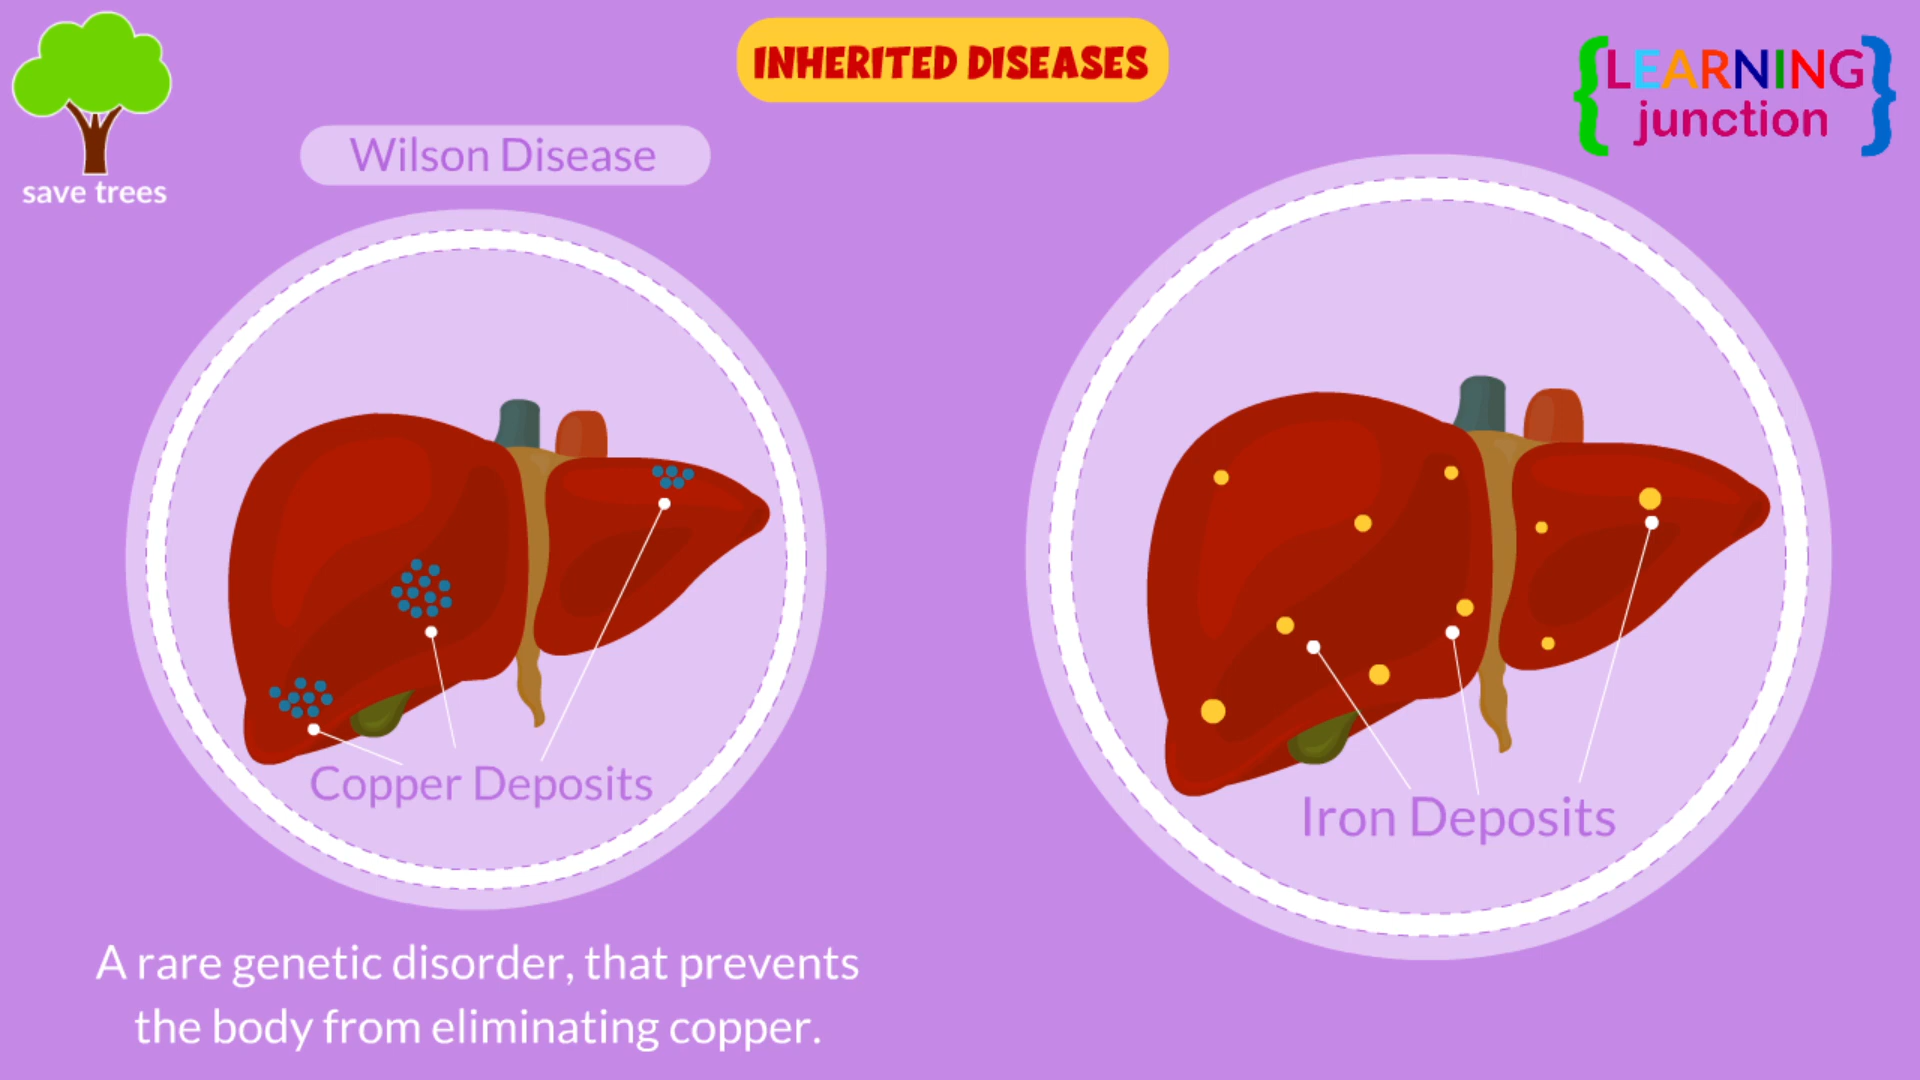 INHERITED DISEASES
LEARNING
junction
save trees
Wilson Disease
Copper Deposits
Iron Deposits
A rare genetic disorder, that prevents
the body from eliminating copper.